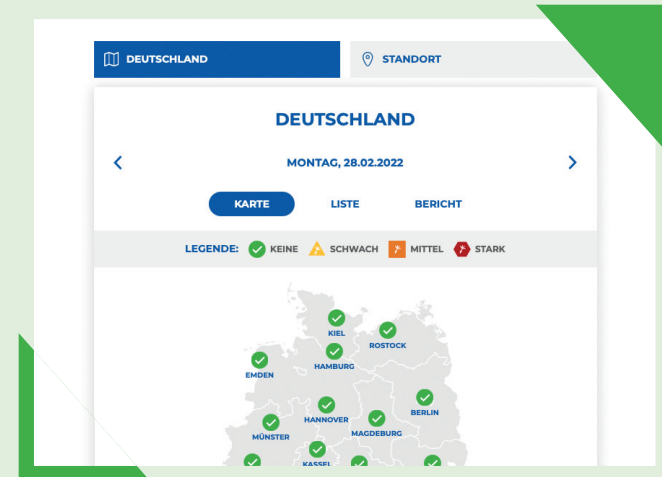 DEUTSCHLAND
STANDORT
DEUTSCHLAND
MONTAG, 28.02.2022
KARTE LISTE BERICHT
LEGENDE: KEINE SCHWACH MITTEL STARK
KIEL
ROSTOCK
HAMBURG
EMDEN
BERLIN
HANNOVER
MAGDEBURG
MÜNSTER
KASSEL